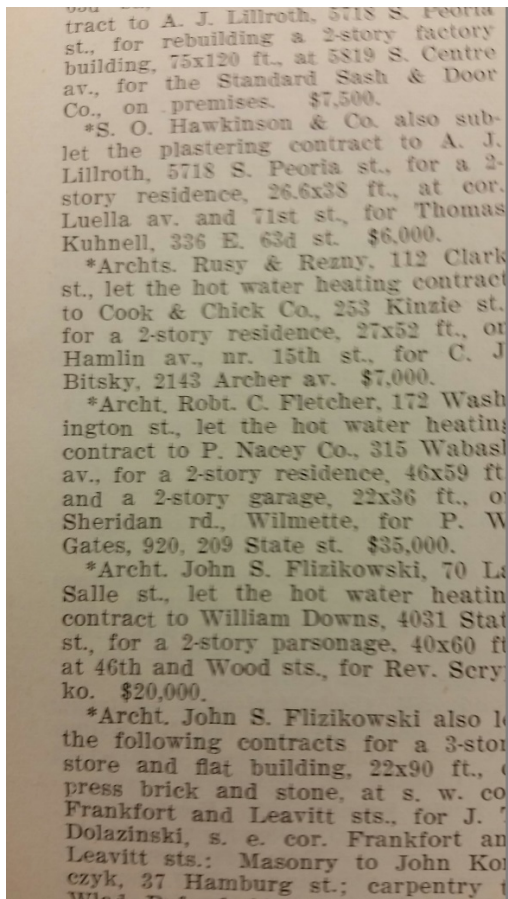 tract to A. J. Lillroth, 5718 S. Peoria
st., for rebuilding a 2-story factory
building, 75x120 ft., at 5819 S. Centre
av., for the Standard Sash & Door
Co., on premises. $7,500.
*S. O. Hawkinson & Co. also sub-
let the plastering contract to A. J.
Lillroth, 5718 S. Peoria st., for a 2-
story residence, 26.6x38 ft., at cor.
Luella av. and 71st st., for Thomas
Kuhnell, 336 E. 63d st. $6,000.
*Archts. Rusy & Rezny, 112 Clark
st., let the hot water heating contract
to Cook & Chick Co., 253 Kinzie st.
for a 2-story residence, 27x52 ft., or
Hamlin av., nr. 15th st., for C. J
Bitsky, 2143 Archer av. $7,000.
*Archt. Robt. C. Fletcher, 172 Wash
ington st., let the hot water heating
contract to P. Nacey Co., 315 Wabasl
av., for a 2-story residence, 46x59 ft
and a 2-story garage, 22x36 ft., o
Sheridan rd., Wilmette, for P. W
Gates, 920, 209 State st. $35,000.
*Archt. John S. Flizikowski, 70 La
Salle st., let the hot water heatin
contract to William Downs, 4031 Stat
st., for a 2-story parsonage, 40x60 ft
at 46th and Wood sts., for Rev. Scry
ko. $20,000.
*Archt. John S. Flizikowski also l
the following contracts for a 3-stor
store and flat building, 22x90 ft.,
press brick and stone, at s. w. co
Frankfort and Leavitt sts., for J.
Dolazinski, s. e. cor. Frankfort an
Leavitt sts.: Masonry to John Ko
czyk, 37 Hamburg st.; carpentry t